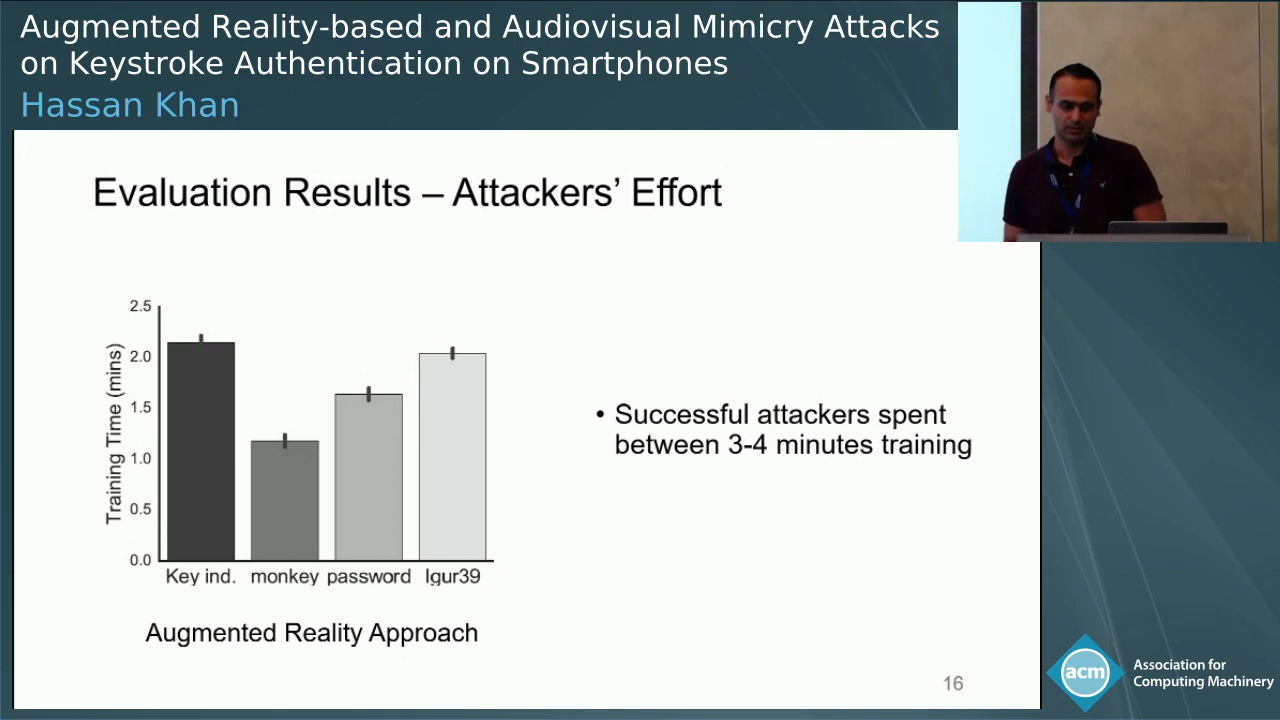 Augmented Reality-based and Audiovisual Mimicry Attacks
on Keystroke Authentication on Smartphones
Hassan Khan
Evaluation Results – Attackers’ Effort
2.5
2.0
1.5
1.0
0.5
0.0
Training Time (mins)
Key ind. monkey password lgur39
Augmented Reality Approach
• Successful attackers spent
between 3-4 minutes training
16
acm
Association for
Computing Machinery